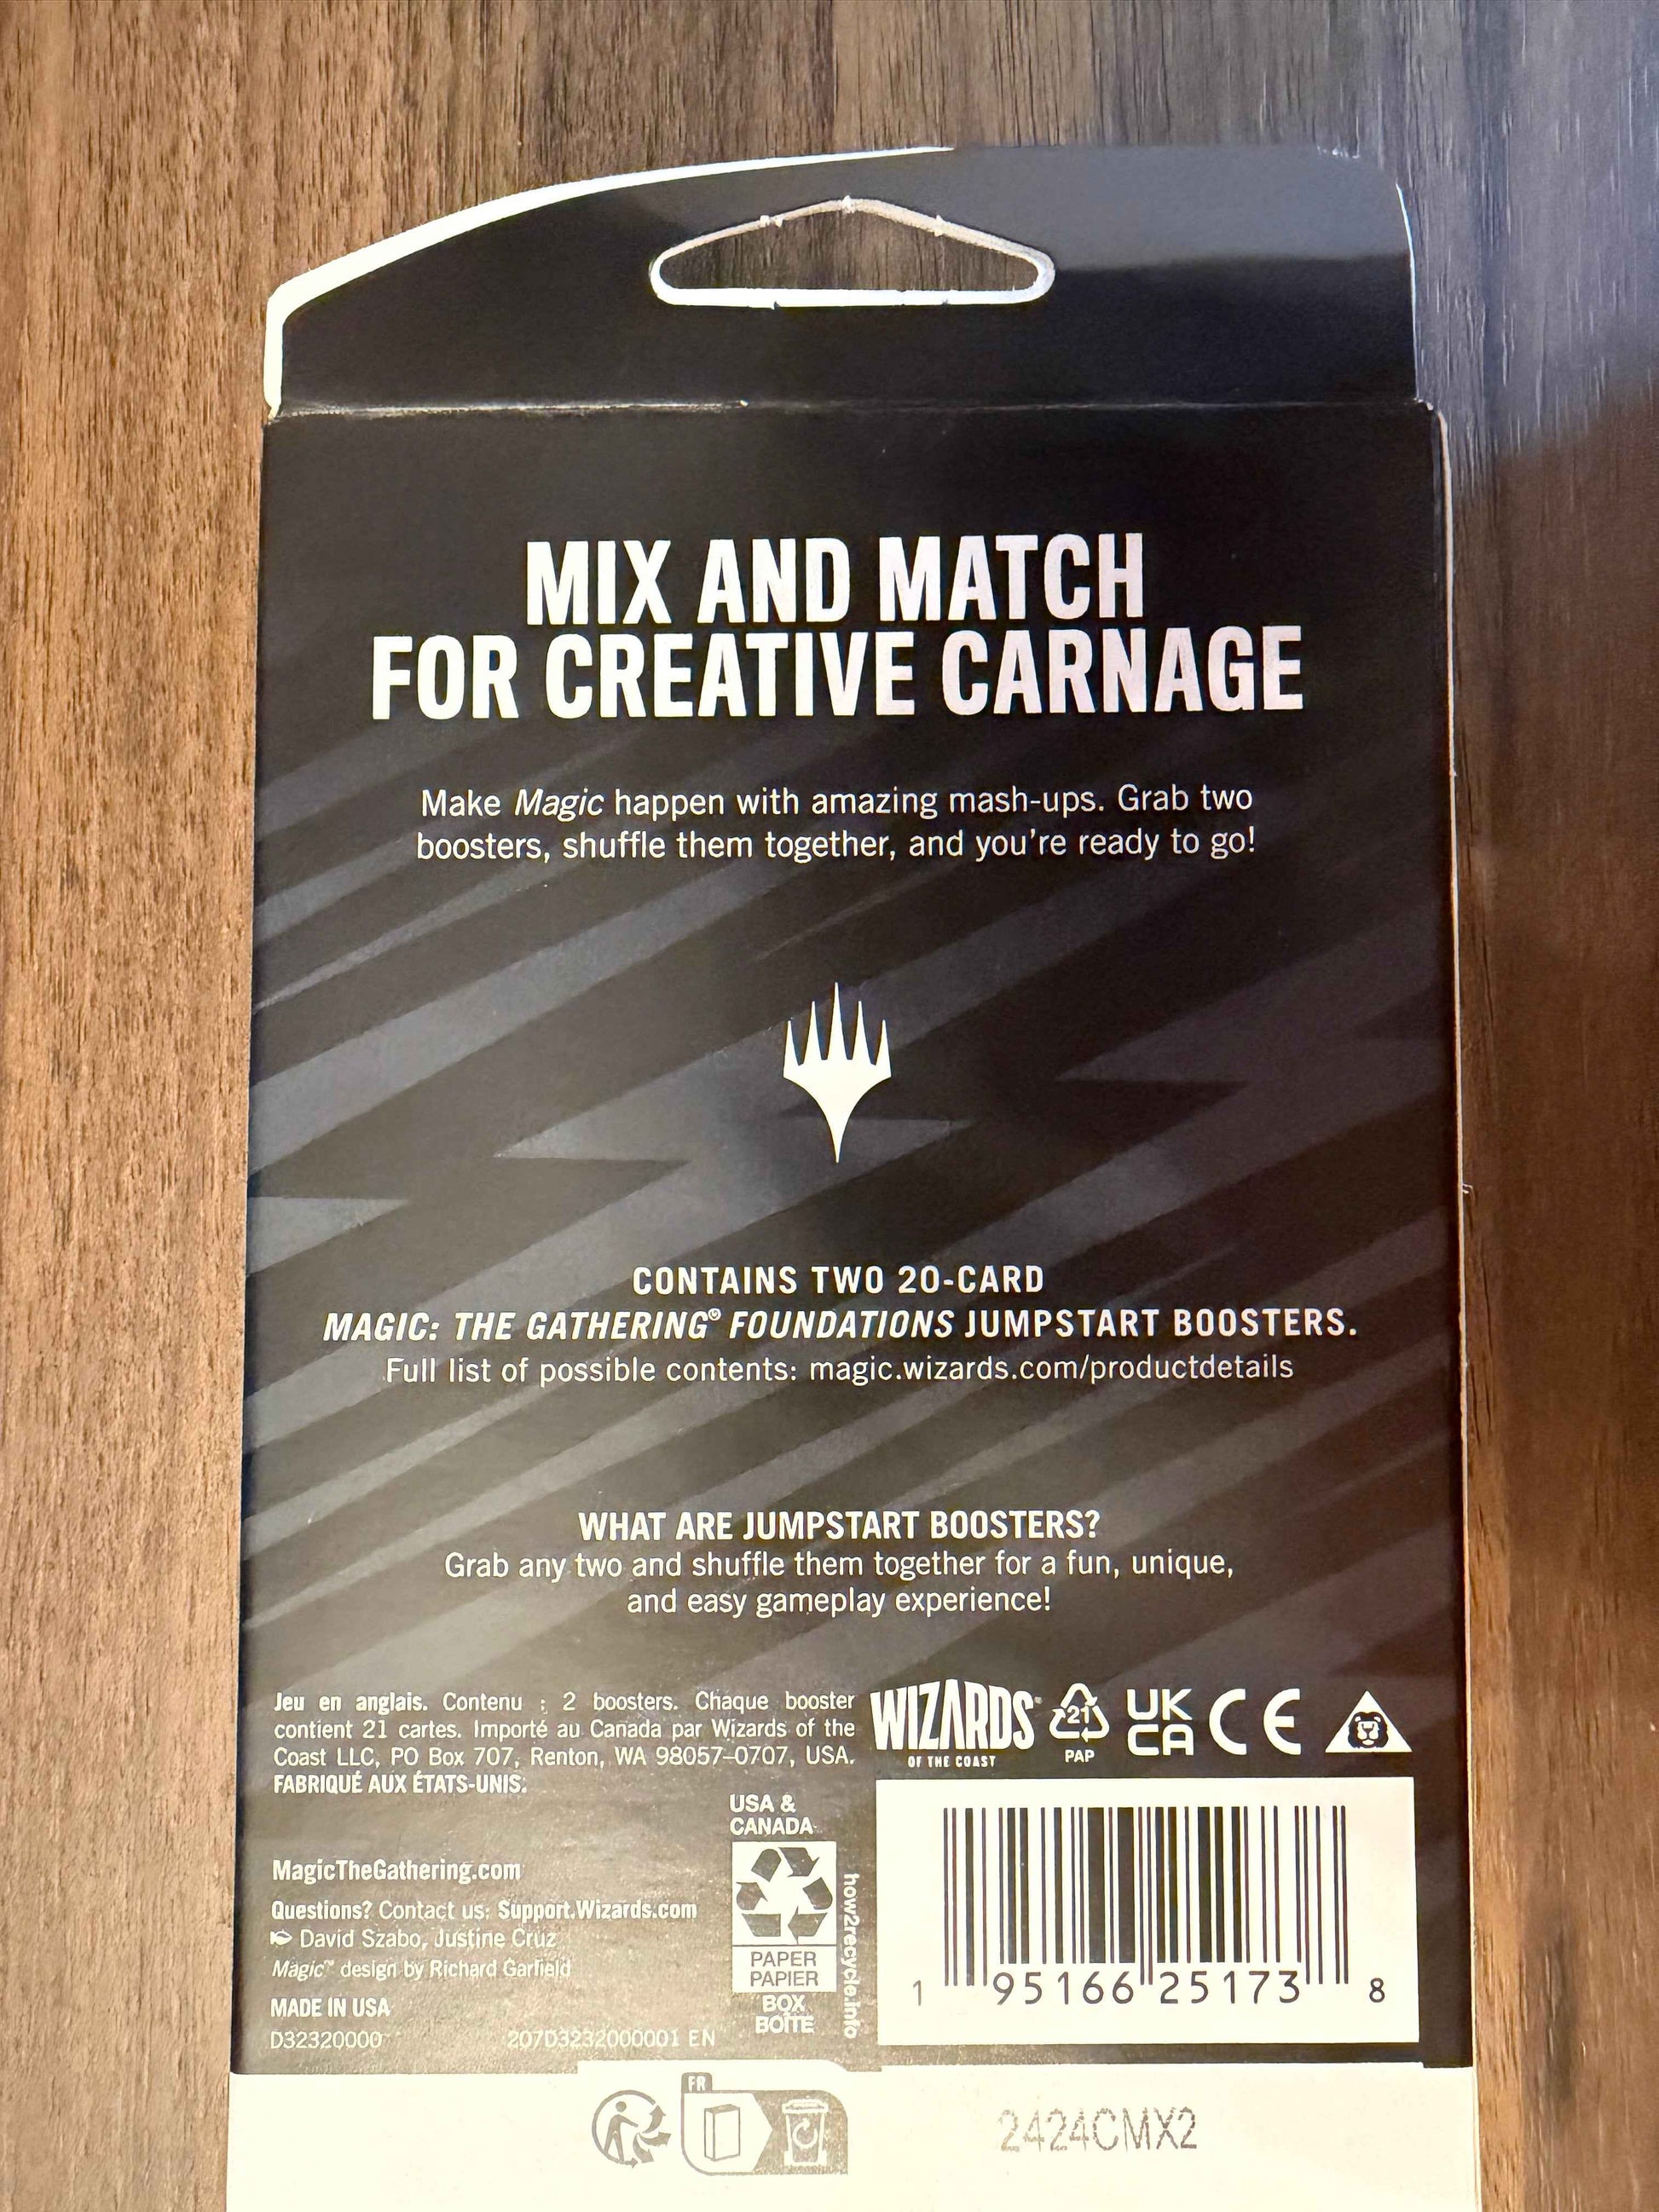 MIX AND MATCH
FOR CREATIVE CARNAGE
Make Magic happen with amazing mash-ups. Grab two
boosters, shuffle them together, and you're ready to go!
CONTAINS TWO 20-CARD
MAGIC: THE GATHERING® FOUNDATIONS JUMPSTART BOOSTERS.
Full list of possible contents: magic.wizards.com/productdetails
WHAT ARE JUMPSTART BOOSTERS?
Grab any two and shuffle them together for a fun, unique,
and easy gameplay experience!
Jeu en anglais. Contenu : 2 boosters. Chaque booster
contient 21 cartes. Importé au Canada par Wizards of the
Coast LLC, PO Box 707, Renton, WA 98057-0707, USA.
FABRIQUÉ AUX ÉTATS-UNIS.
WIZARDS™
OF THE COAST
21
PAP
UK
CA
CE
MagicTheGathering.com
Questions? Contact us: Support.Wizards.com
David Szabo, Justine Cruz
Magic™ design by Richard Garfield
MADE IN USA
D32320000
207D3232000001 EN
USA &
CANADA
PAPER
PAPIER
BOX
BOÎTE
how2recycle.info
1 95166 25173 8
FR
2424CMX2